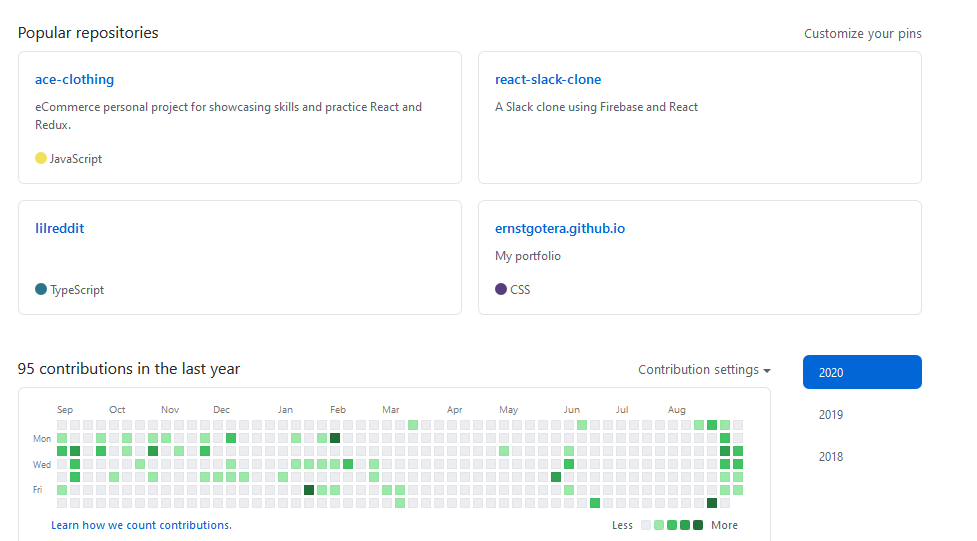 Popular repositories
Customize your pins
ace-clothing
eCommerce personal project for showcasing skills and practice React and
Redux.
JavaScript
react-slack-clone
A Slack clone using Firebase and React
lilreddit
TypeScript
ernstgotera.github.io
My portfolio
CSS
95 contributions in the last year
Contribution settings
2020
2019
2018
Sep Oct Nov Dec Jan Feb Mar Apr May Jun Jul Aug
Mon
Wed
Fri
Learn how we count contributions.
Less More